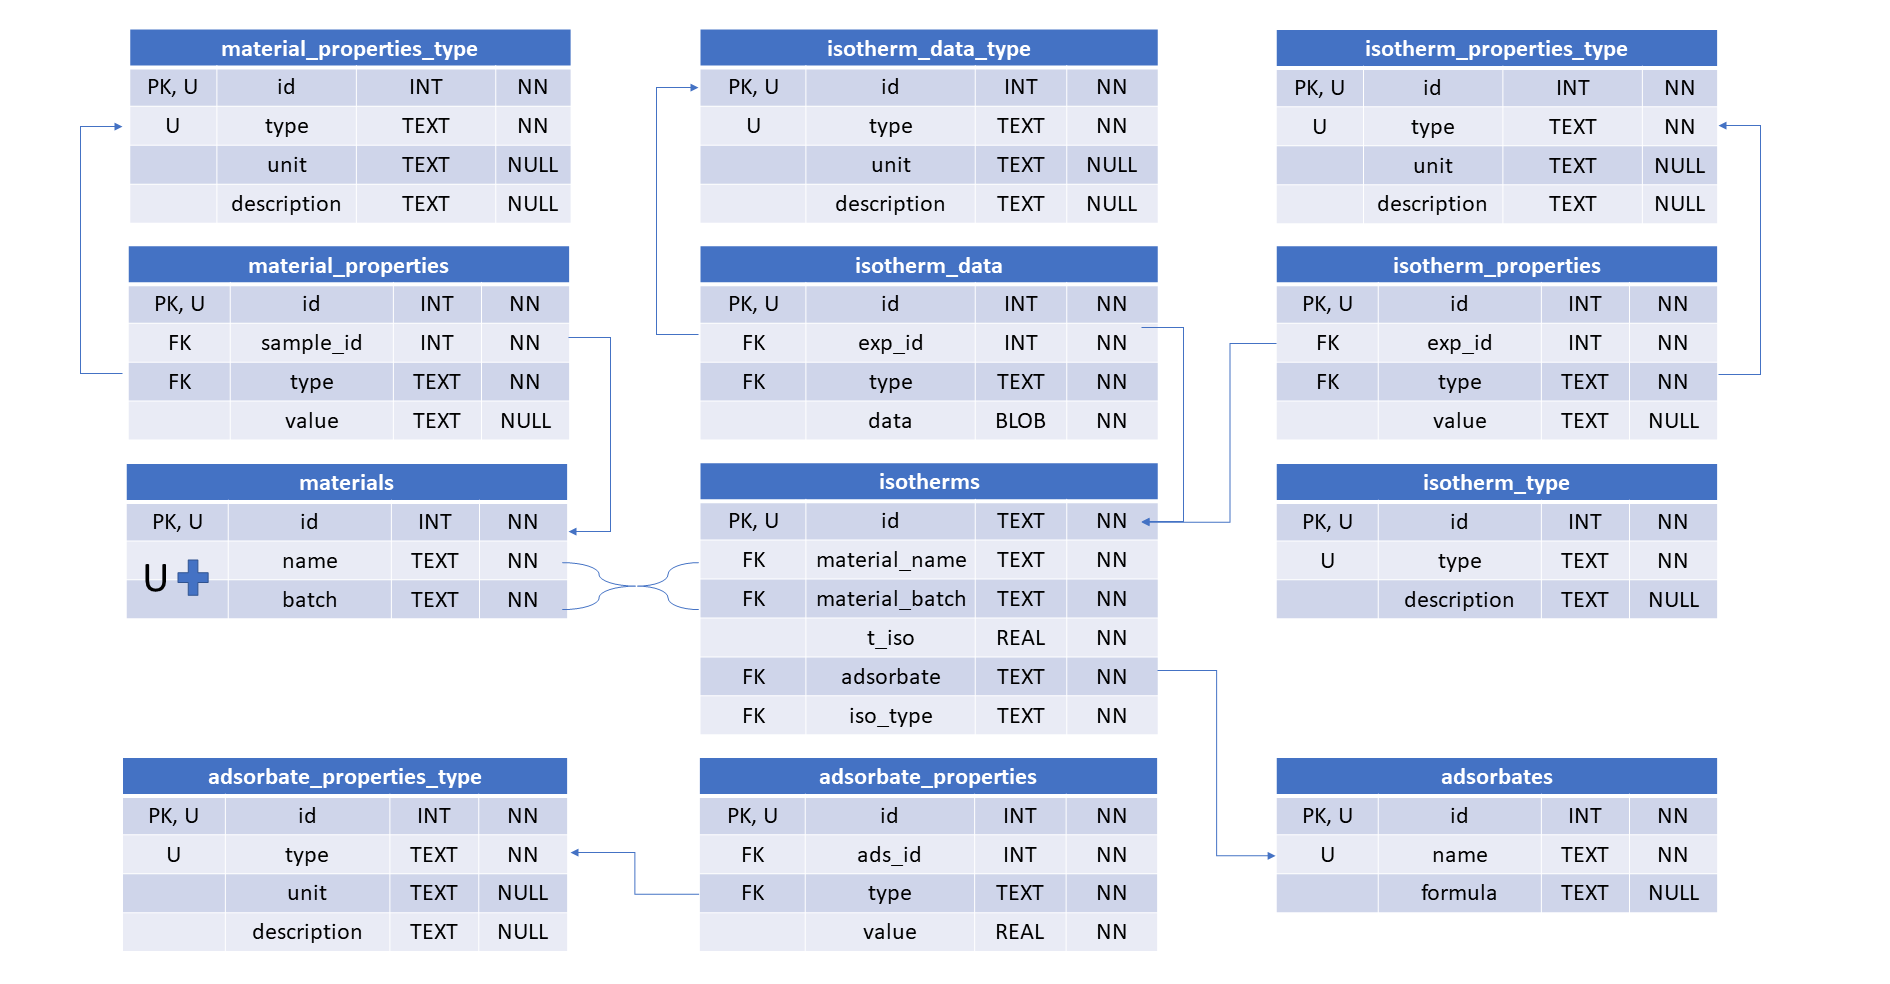 material_properties_type
PK, U id INT NN
U type TEXT NN
unit TEXT NULL
description TEXT NULL
isotherm_data_type
PK, U id INT NN
U type TEXT NN
unit TEXT NULL
description TEXT NULL
isotherm_properties_type
PK, U id INT NN
U type TEXT NN
unit TEXT NULL
description TEXT NULL
material_properties
PK, U id INT NN
FK sample_id INT NN
FK type TEXT NN
value TEXT NULL
isotherm_data
PK, U id INT NN
FK exp_id INT NN
FK type TEXT NN
data BLOB NN
isotherm_properties
PK, U id INT NN
FK exp_id INT NN
FK type TEXT NN
value TEXT NULL
materials
PK, U id INT NN
U name TEXT NN
batch TEXT NN
isotherms
PK, U id TEXT NN
FK material_name TEXT NN
FK material_batch TEXT NN
t_iso REAL NN
FK adsorbate TEXT NN
FK iso_type TEXT NN
isotherm_type
PK, U id INT NN
U type TEXT NN
description TEXT NULL
adsorbate_properties_type
PK, U id INT NN
U type TEXT NN
unit TEXT NULL
description TEXT NULL
adsorbate_properties
PK, U id INT NN
FK ads_id INT NN
FK type TEXT NN
value REAL NN
adsorbates
PK, U id INT NN
U name TEXT NN
formula TEXT NULL